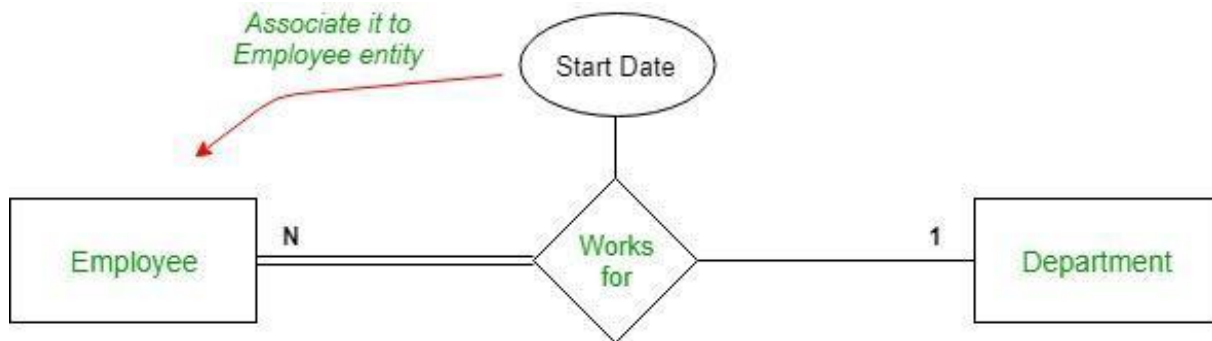 Associate it to
Employee entity
Start Date
Employee
N
Works
for
1
Department